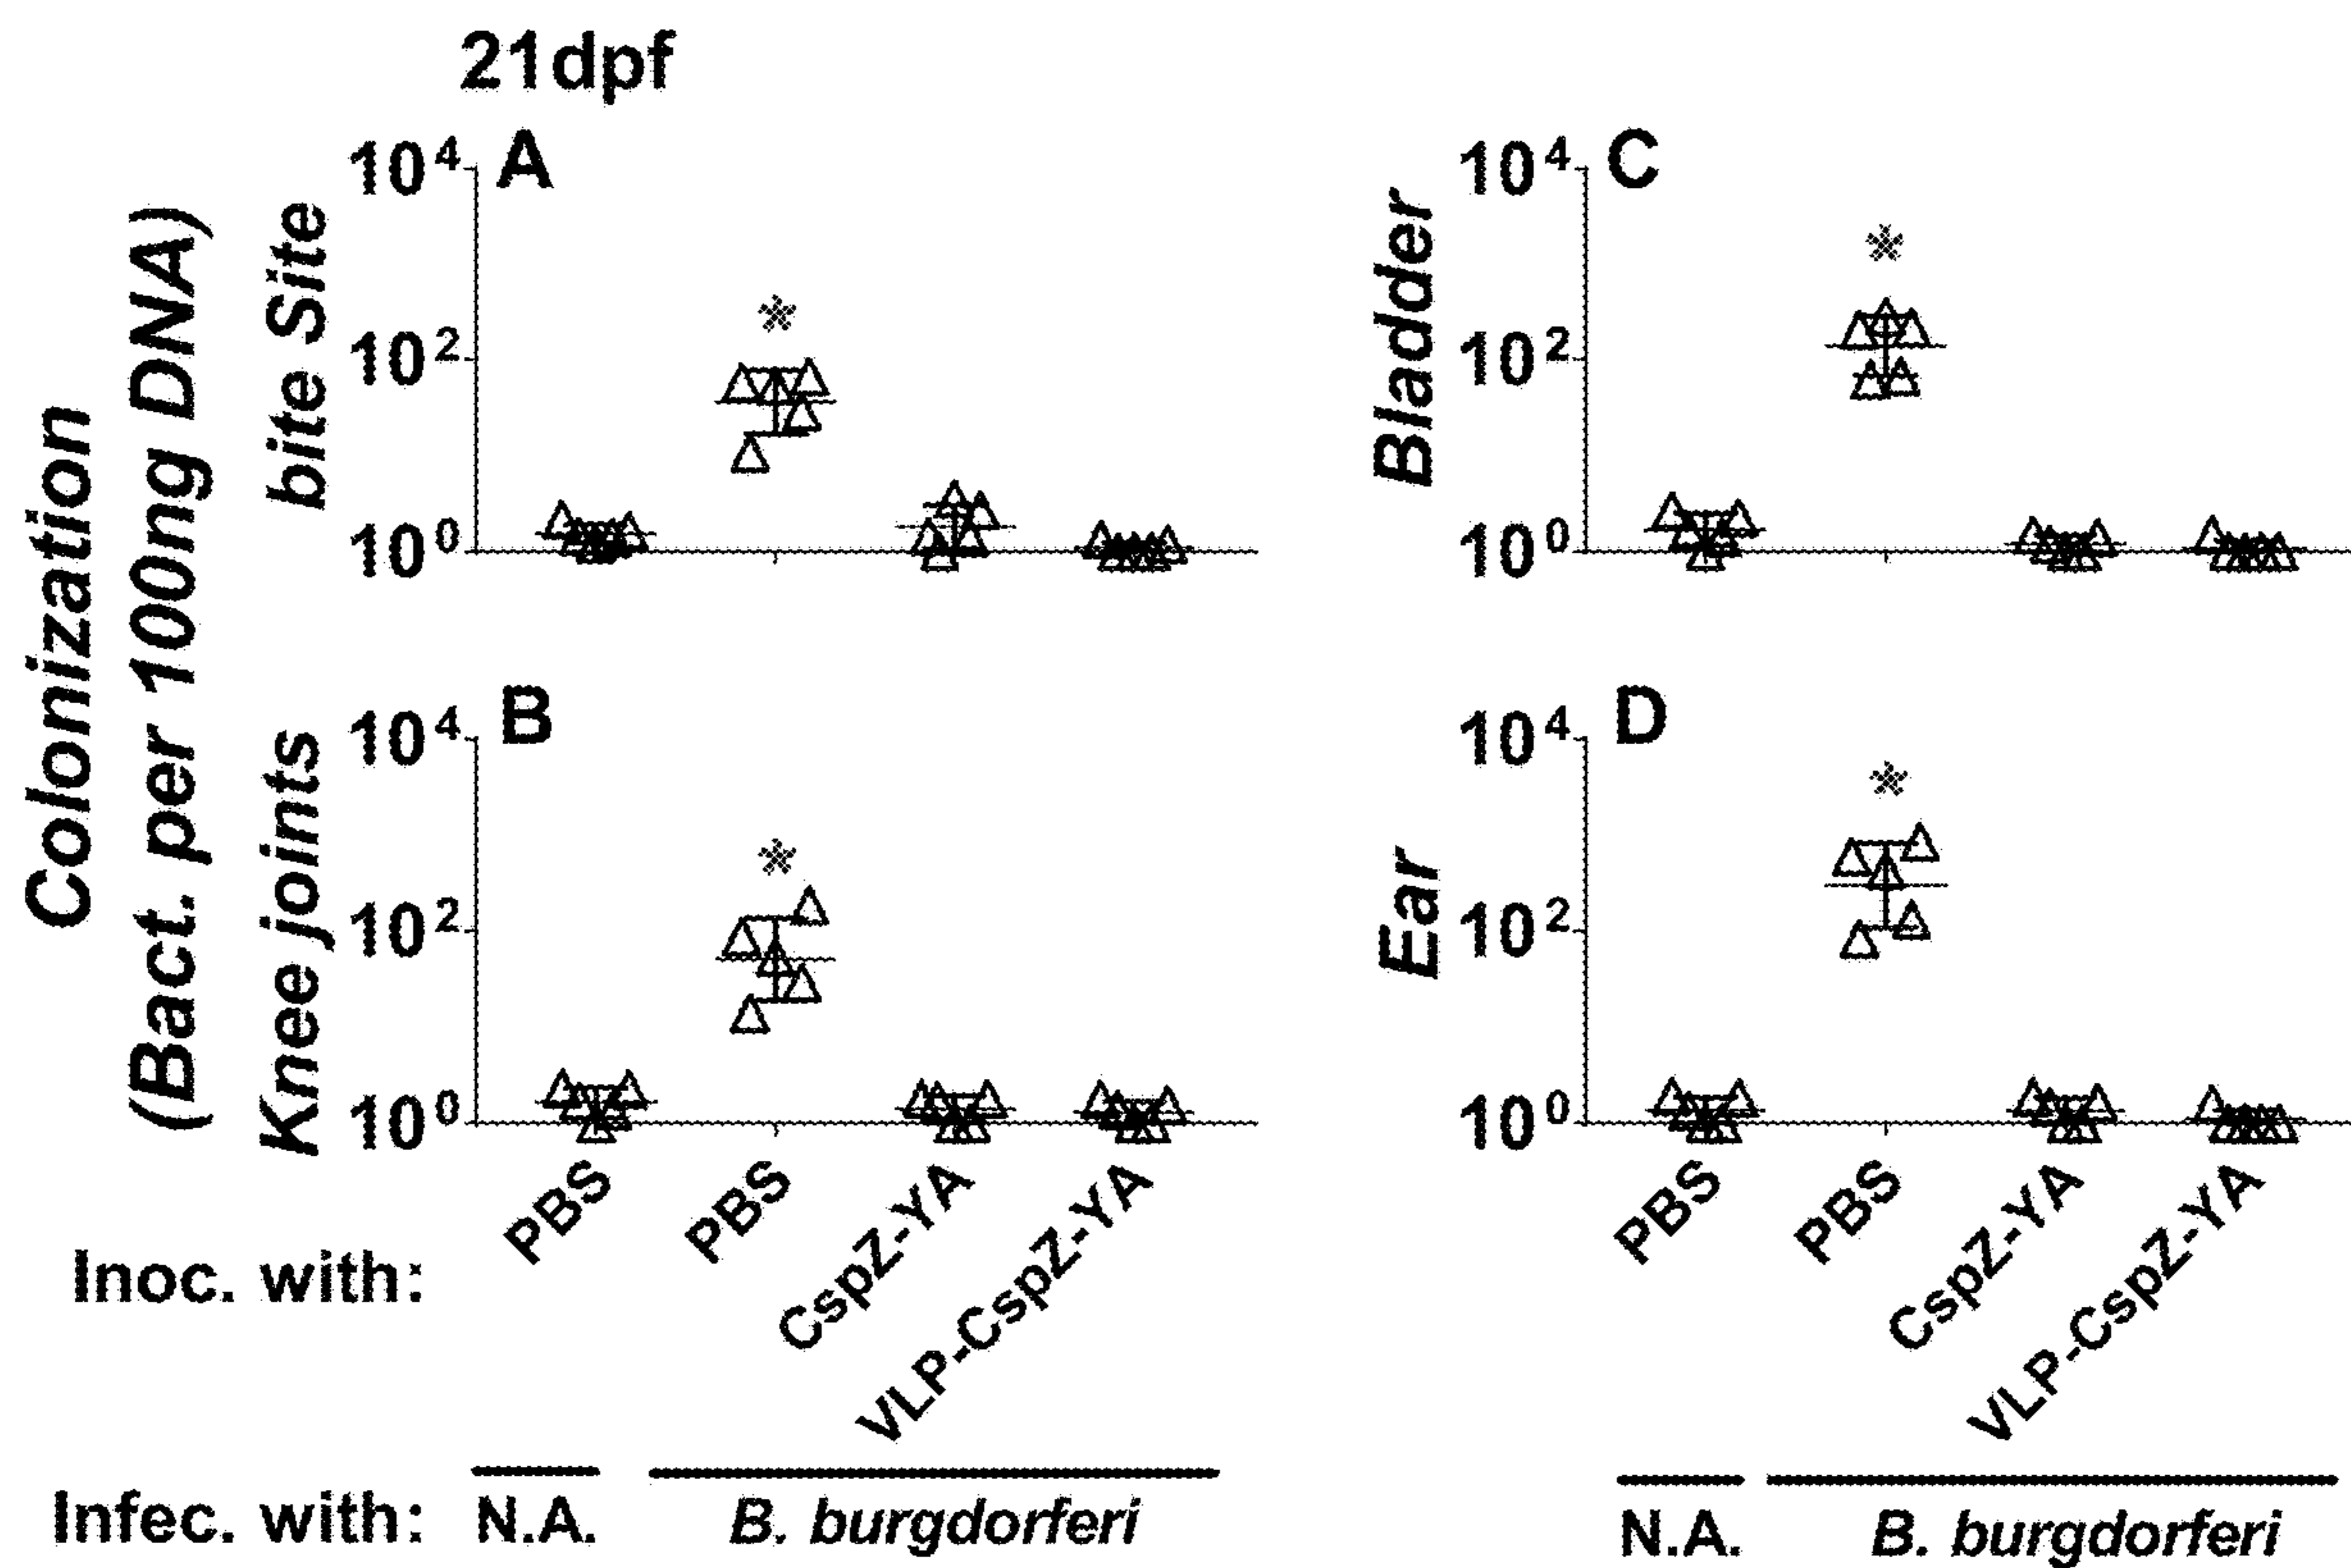 21dpf
Colonization
(Bact. per 100ng DNA)
bite Site
10⁴ A
10²
10⁰
Bladder
10⁴ C
*
*
10²
10⁰
Knee joints
10⁴ B
*
10²
10⁰
Ear
10⁴ D
*
10²
10⁰
Inoc. with: PBS PBS CspZ-YA VLP-CspZ-YA
PBS PBS CspZ-YA VLP-CspZ-YA
Infec. with: N.A. B. burgdorferi
N.A. B. burgdorferi